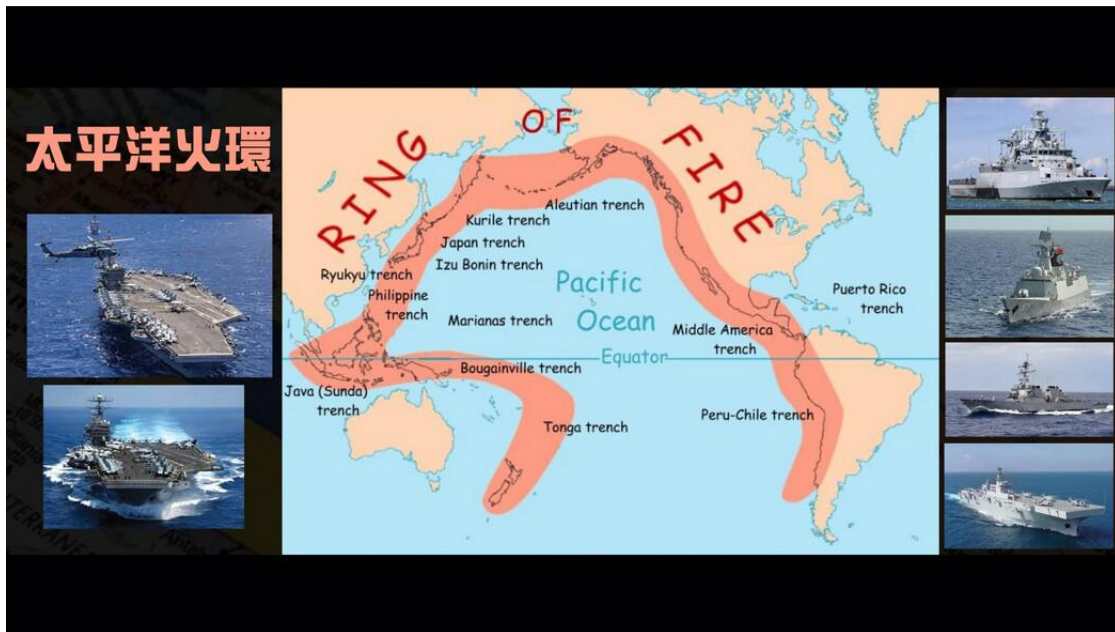 太平洋火環
RING OF FIRE
Aleutian trench
Kurile trench
Japan trench
Izu Bonin trench
Ryukyu trench
Philippine
trench
Marianas trench
Pacific
Ocean
Puerto Rico
trench
Middle America
trench
Equator
Bougainville trench
Java (Sunda)
trench
Tonga trench
Peru-Chile trench